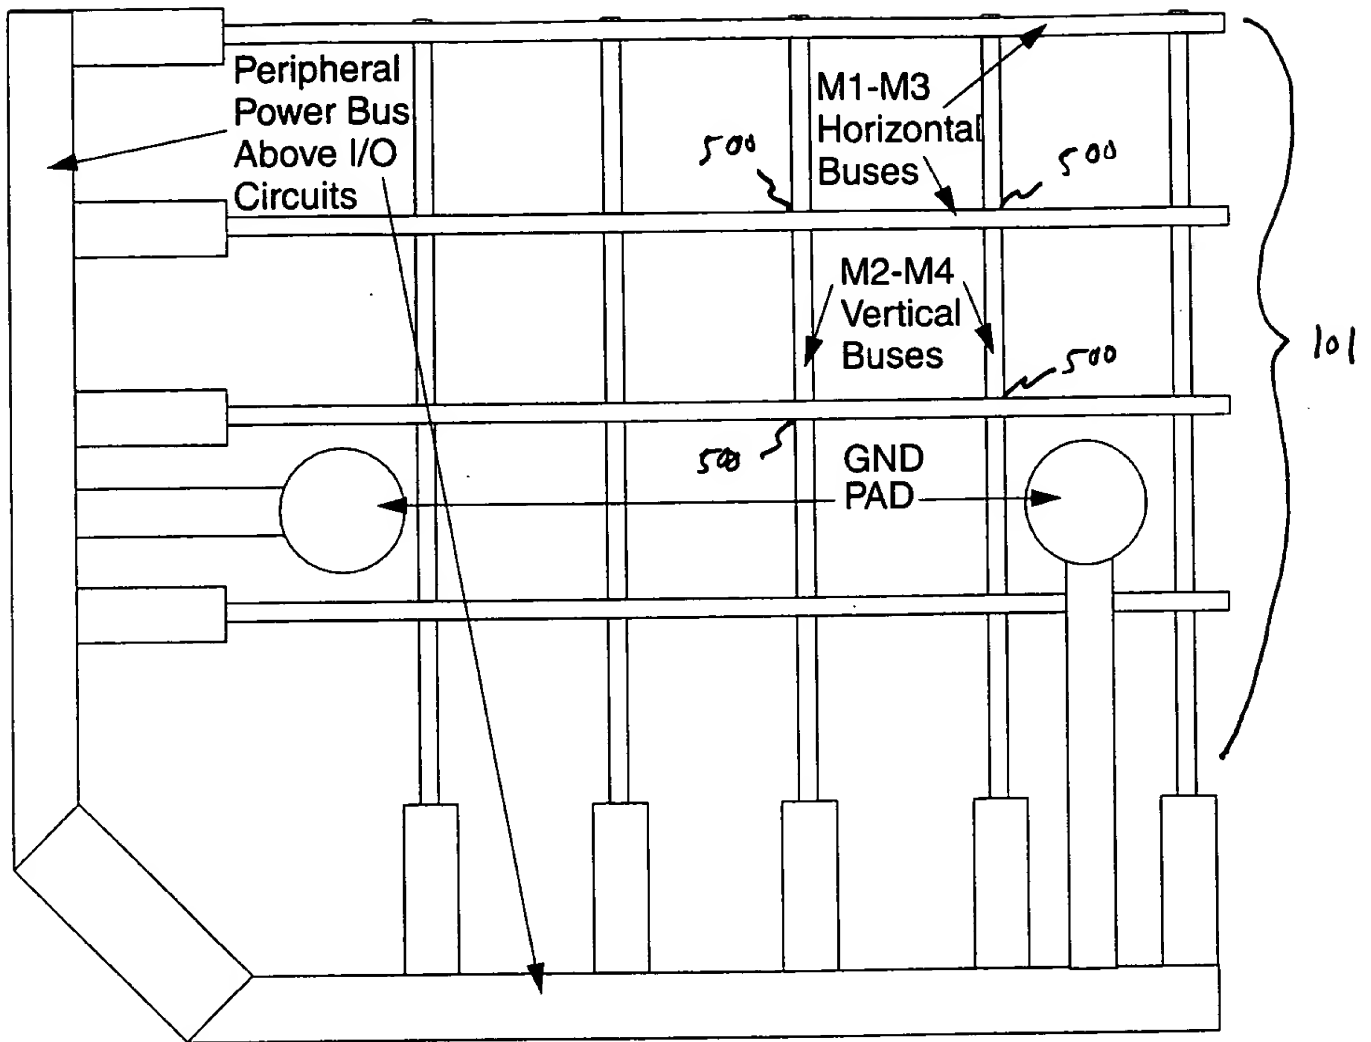 Peripheral
Power Bus
Above I/O
Circuits
M1-M3
Horizontal
Buses
500
500
M2-M4
Vertical
Buses
500
500
GND
PAD
101